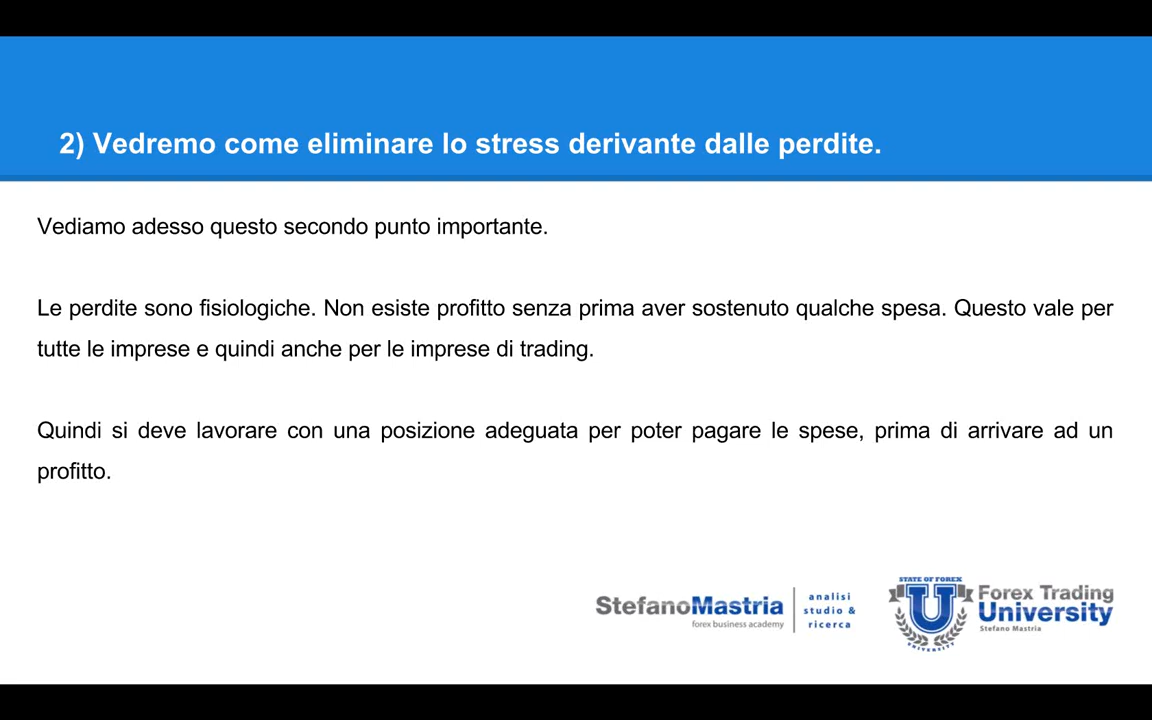 2) Vedremo come eliminare lo stress derivante dalle perdite.
Vediamo adesso questo secondo punto importante.
Le perdite sono fisiologiche. Non esiste profitto senza prima aver sostenuto qualche spesa. Questo vale per
tutte le imprese e quindi anche per le imprese di trading.
Quindi si deve lavorare con una posizione adeguata per poter pagare le spese, prima di arrivare ad un
profitto.
StefanoMastria
forex business academy
analisi
studio &
ricerca
STATE OF FOREX
U
UNIVERSITY
Forex Trading
University
Stefano Mastria